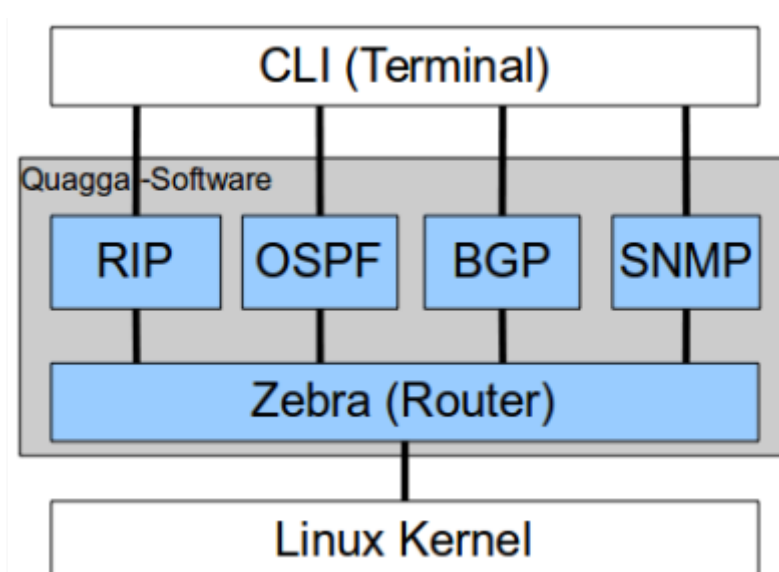 CLI (Terminal)
Quagga -Software
RIP OSPF BGP SNMP
Zebra (Router)
Linux Kernel